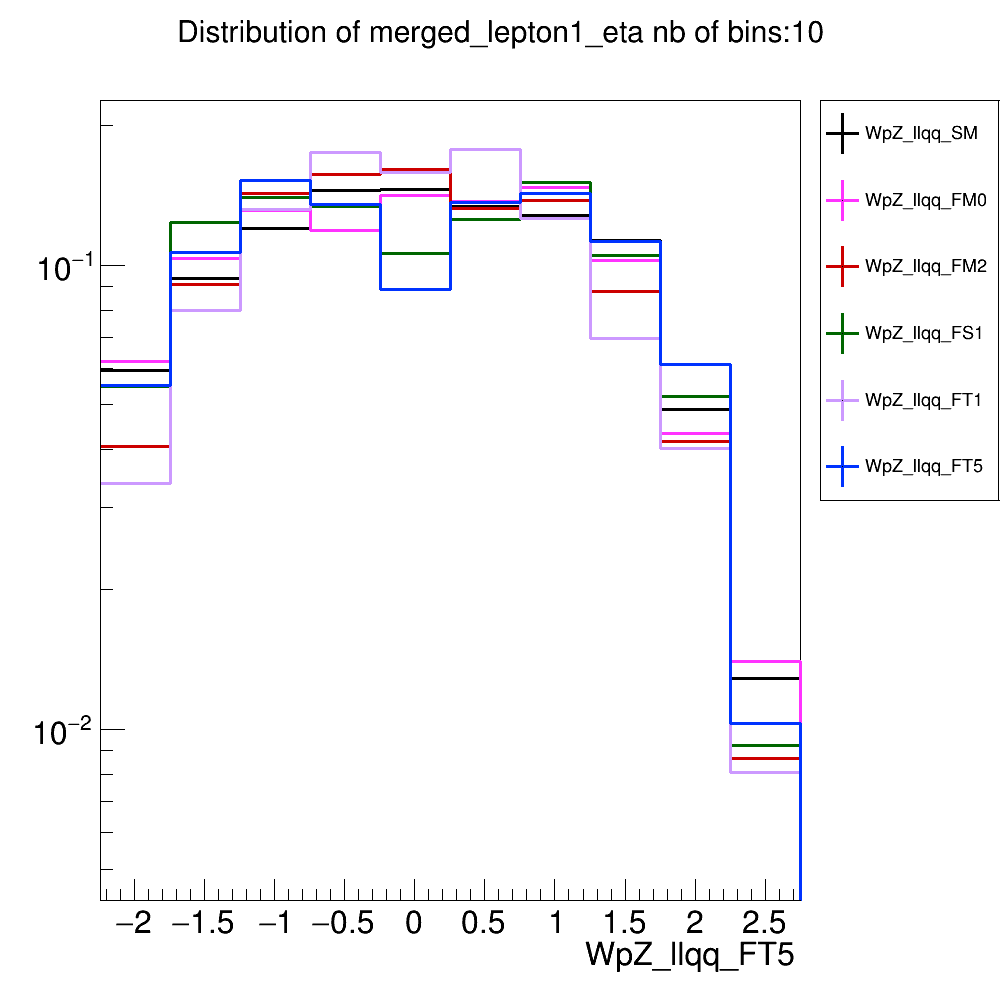 Distribution of merged_lepton1_eta nb of bins:10
WpZ_llqq_SM
WpZ_llqq_FM0
WpZ_llqq_FM2
WpZ_llqq_FS1
WpZ_llqq_FT1
WpZ_llqq_FT5
10⁻¹
10⁻²
−2 −1.5 −1 −0.5 0 0.5 1 1.5 2 2.5
WpZ_llqq_FT5